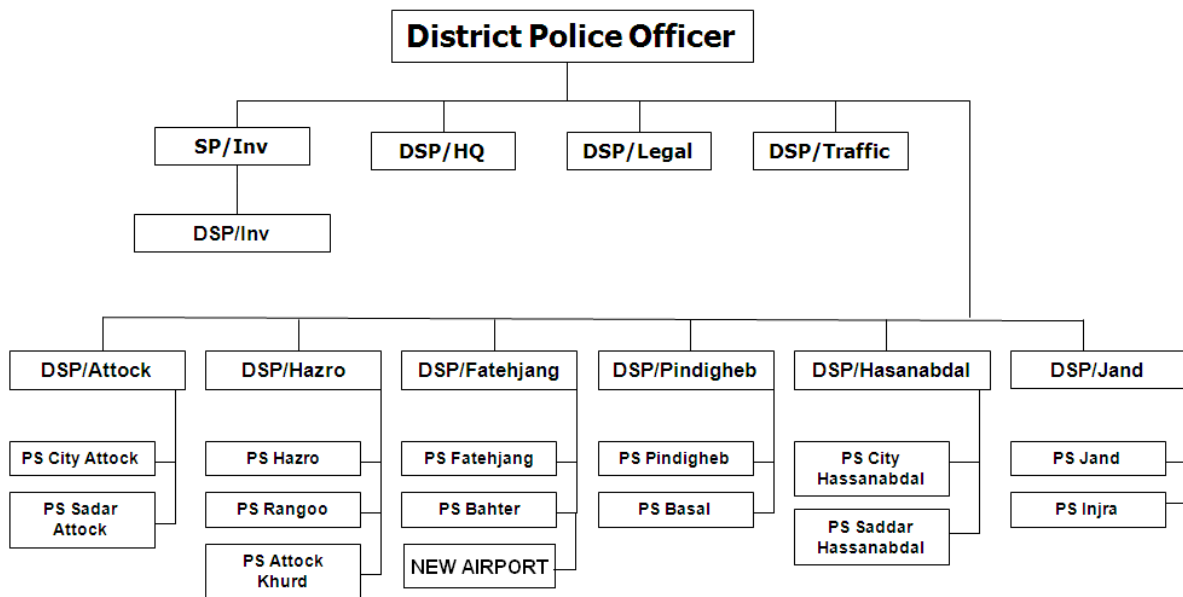 District Police Officer
SP/Inv
DSP/HQ
DSP/Legal
DSP/Traffic
DSP/Inv
DSP/Attock
DSP/Hazro
DSP/Fatehjang
DSP/Pindigheb
DSP/Hasanabdal
DSP/Jand
PS City Attock
PS Hazro
PS Fatehjang
PS Pindigheb
PS City
Hassanabdal
PS Jand
PS Sadar
Attock
PS Rangoo
PS Bahter
PS Basal
PS Saddar
Hassanabdal
PS Injra
PS Attock
Khurd
NEW AIRPORT